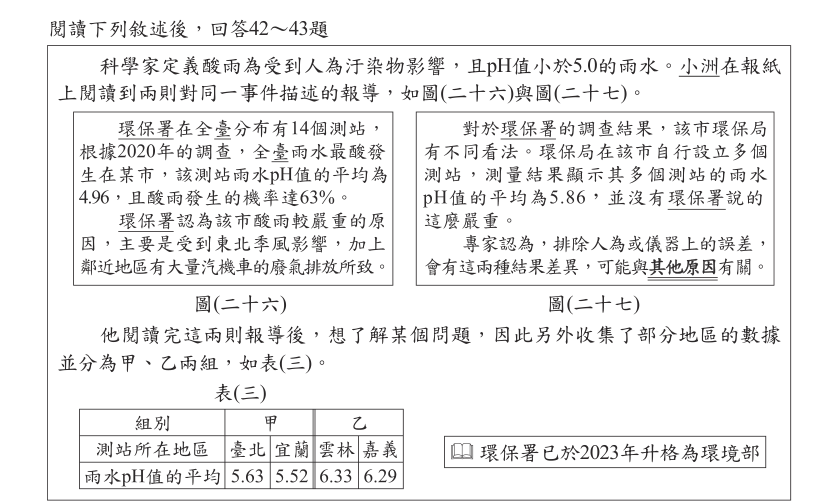 閱讀下列敘述後，回答42～43題
科學家定義酸雨為受到人為汙染物影響，且pH值小於5.0的雨水。小洲在報紙
上閱讀到兩則對同一事件描述的報導，如圖(二十六)與圖(二十七)。
環保署在全臺分布有14個測站，
根據2020年的調查，全臺雨水最酸發
生在某市，該測站雨水pH值的平均為
4.96，且酸雨發生的機率達63%。
環保署認為該市酸雨較嚴重的原
因，主要是受到東北季風影響，加上
鄰近地區有大量汽機車的廢氣排放所致。
圖(二十六)
對於環保署的調查結果，該市環保局
有不同看法。環保局在該市自行設立多個
測站，測量結果顯示其多個測站的雨水
pH值的平均為5.86，並沒有環保署說的
這麼嚴重。
專家認為，排除人為或儀器上的誤差，
會有這兩種結果差異，可能與其他原因有關。
圖(二十七)
他閱讀完這兩則報導後，想了解某個問題，因此另外收集了部分地區的數據
並分為甲、乙兩組，如表(三)。
表(三)
組別 甲 乙
測站所在地區 臺北 宜蘭 雲林 嘉義
雨水pH值的平均 5.63 5.52 6.33 6.29
環保署已於2023年升格為環境部